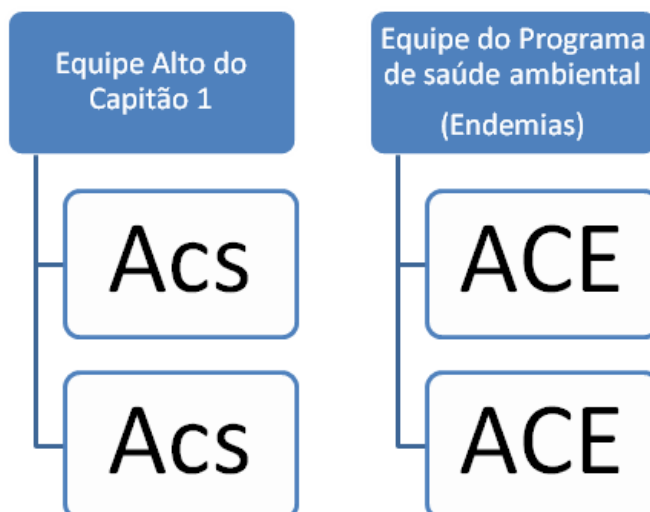 Equipe Alto do
Capitão 1
Acs
Acs
Equipe do Programa
de saúde ambiental
(Endemias)
ACE
ACE